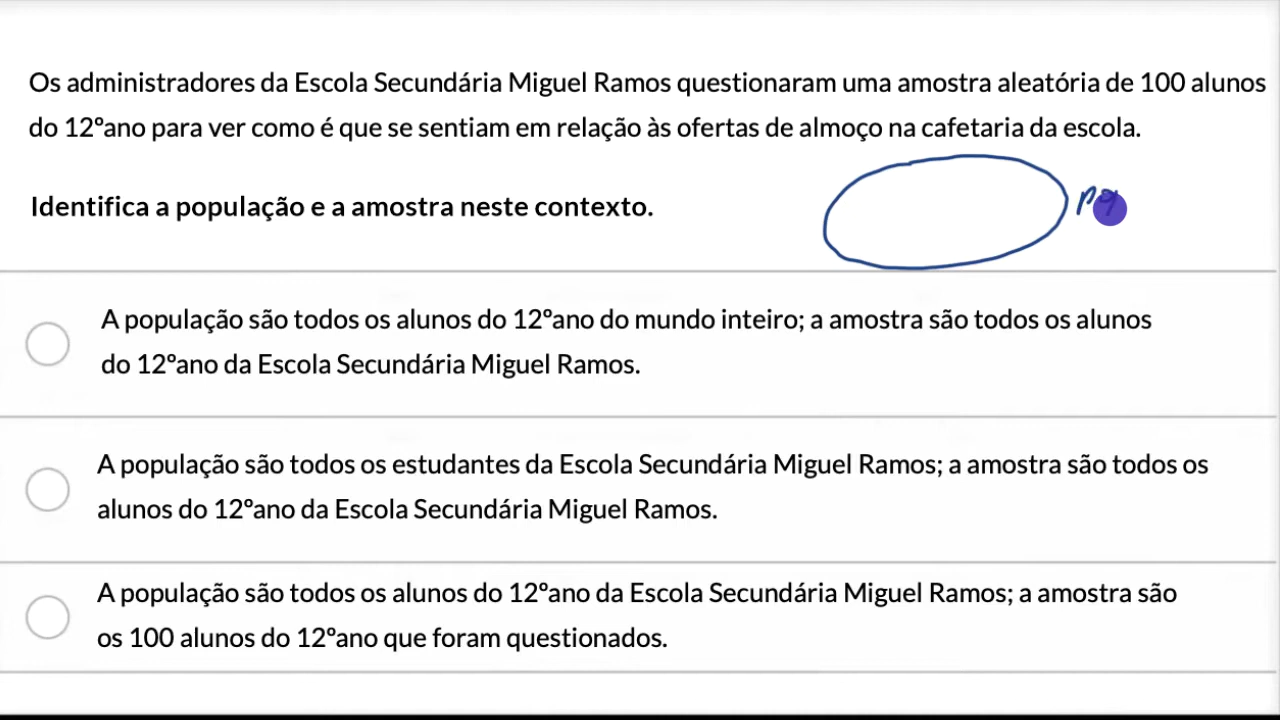 Os administradores da Escola Secundária Miguel Ramos questionaram uma amostra aleatória de 100 alunos
do 12ºano para ver como é que se sentiam em relação às ofertas de almoço na cafetaria da escola.
Identifica a população e a amostra neste contexto.
A população são todos os alunos do 12ºano do mundo inteiro; a amostra são todos os alunos
do 12ºano da Escola Secundária Miguel Ramos.
A população são todos os estudantes da Escola Secundária Miguel Ramos; a amostra são todos os
alunos do 12ºano da Escola Secundária Miguel Ramos.
A população são todos os alunos do 12ºano da Escola Secundária Miguel Ramos; a amostra são
os 100 alunos do 12ºano que foram questionados.